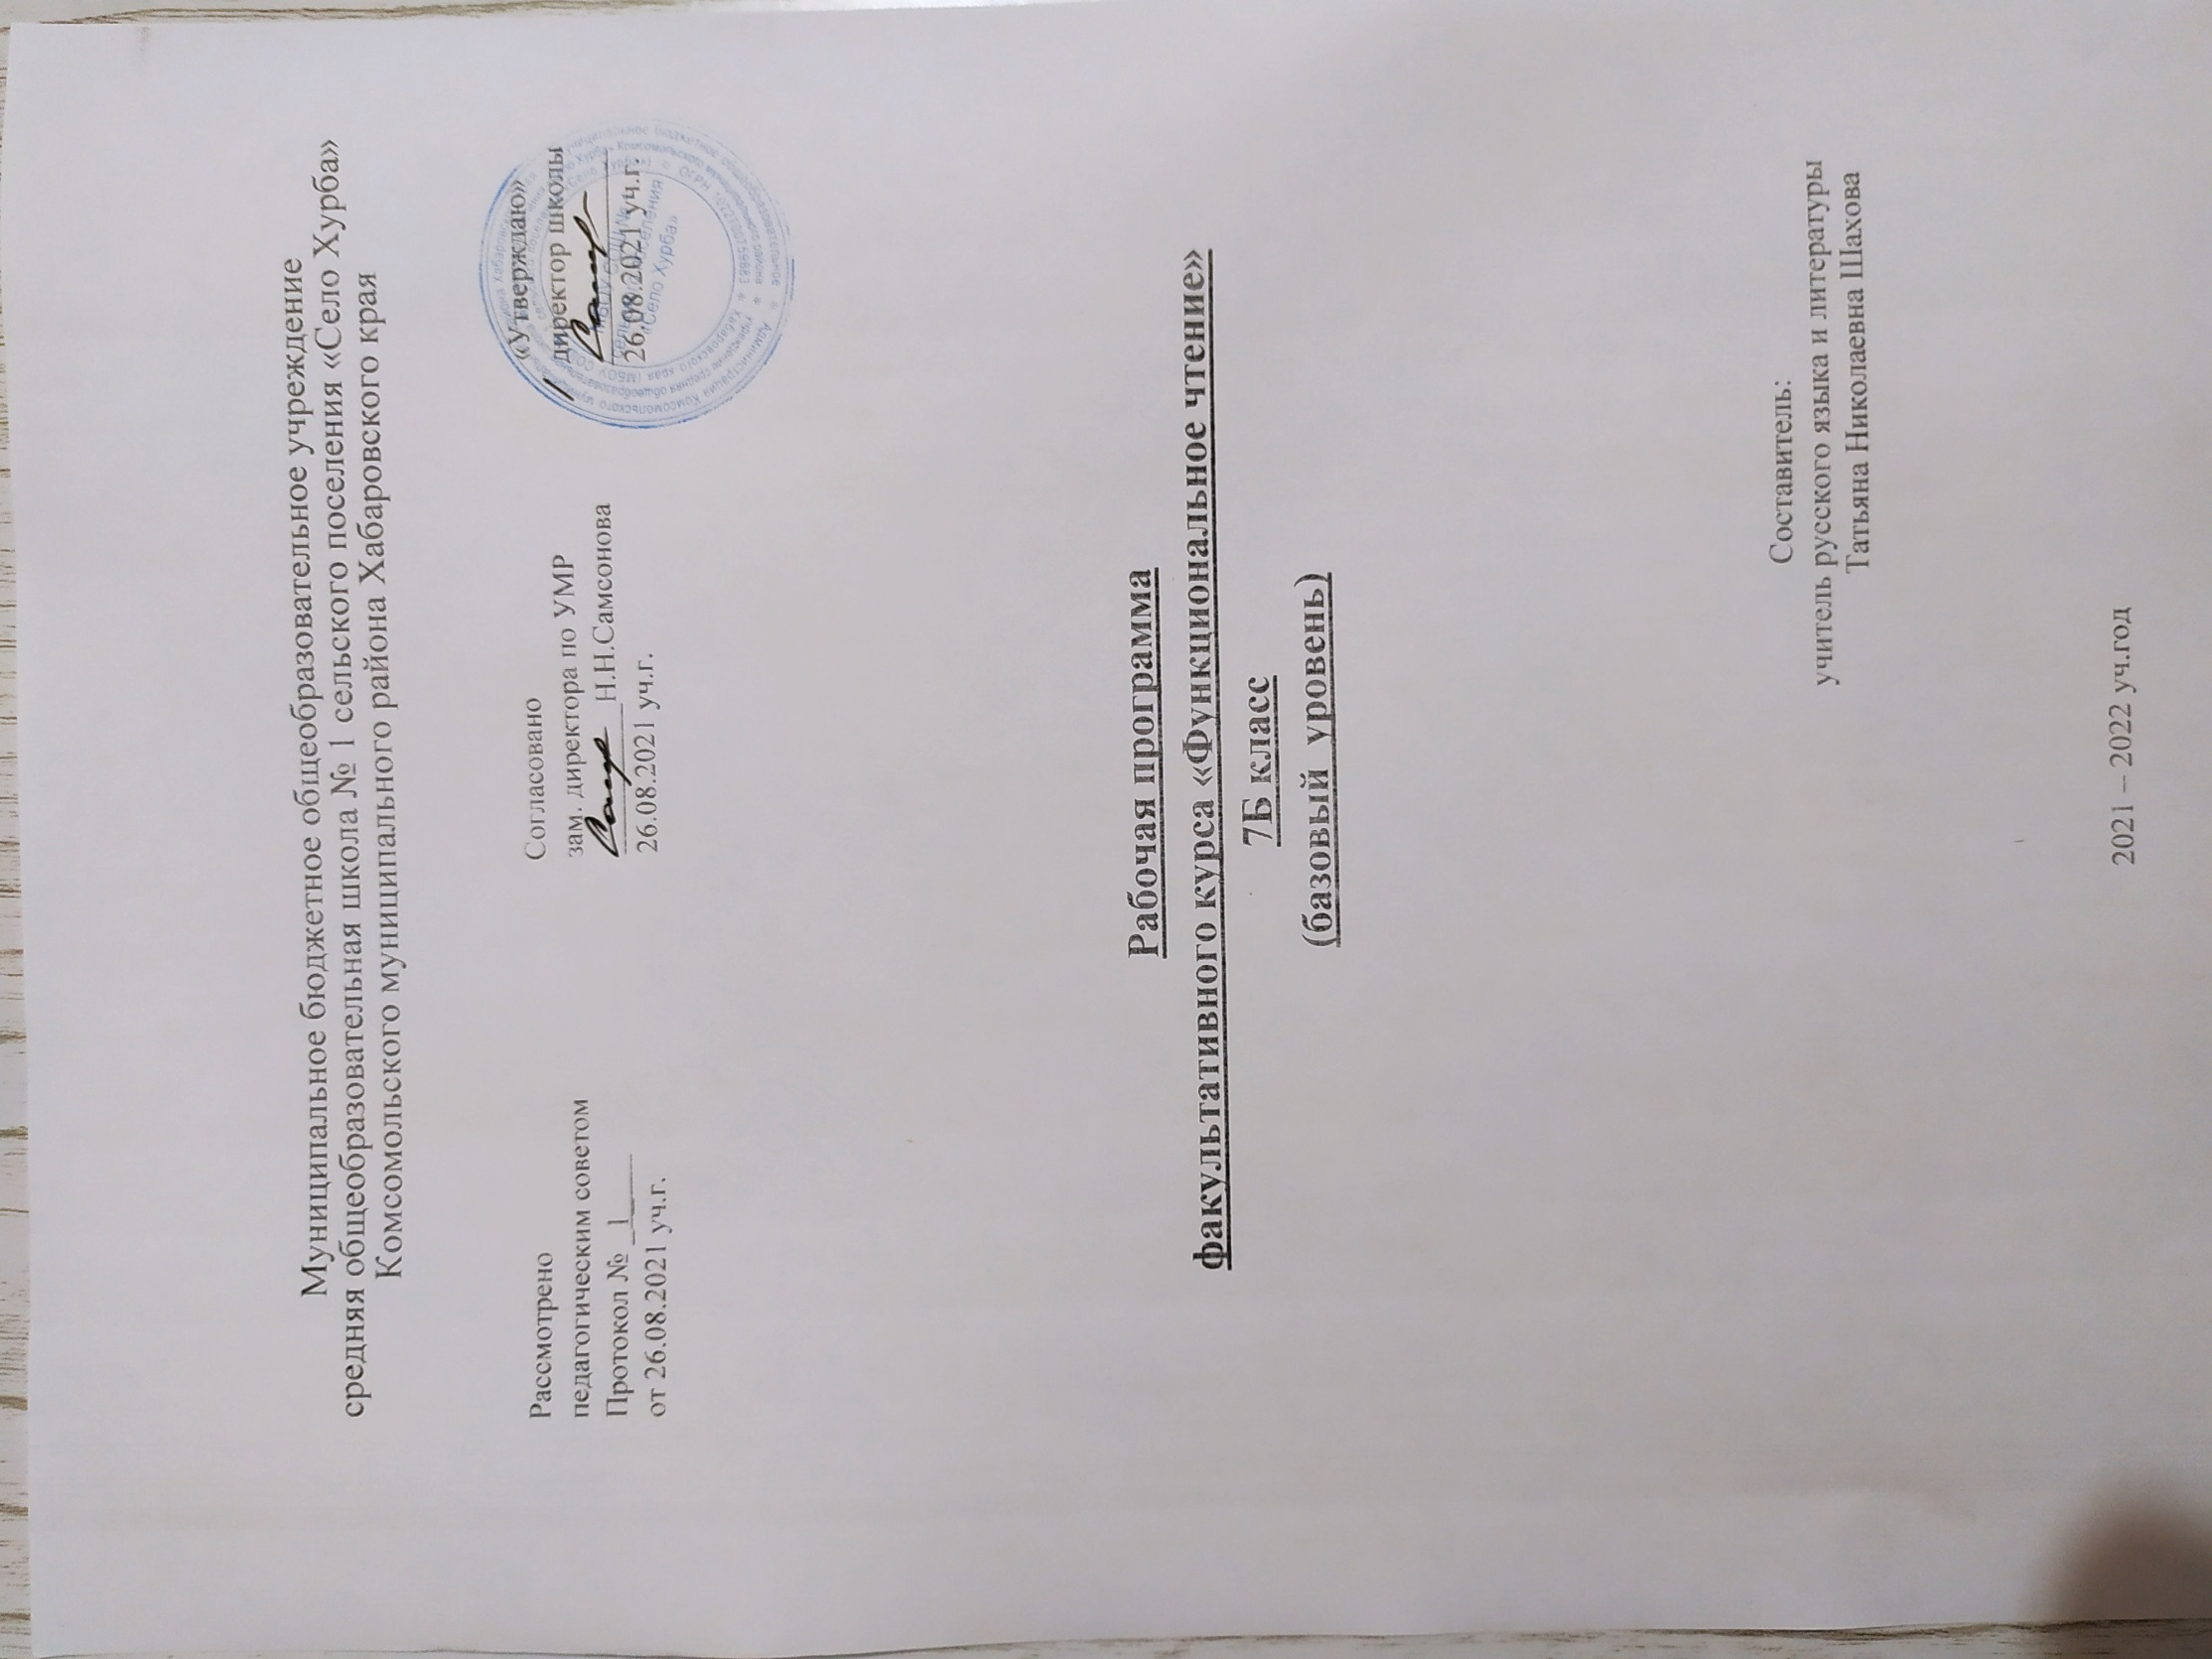 Муниципальное бюджетное общеобразовательное учреждение
средняя общеобразовательная школа № 1 сельского поселения «Село Хурба»
Комсомольского муниципального района Хабаровского края
Рассмотрено
педагогическим советом
Протокол № 1
от 26.08.2021 уч.г.
Согласовано
зам. директора по УМР
Н.Н.Самсонова
26.08.2021 уч.г.
«Утверждаю»
директор школы
26.08.2021 уч.г.
«Село Хурба»
Рабочая программа
факультативного курса «Функциональное чтение»
7Б класс
(базовый уровень)
Составитель:
учитель русского языка и литературы
Татьяна Николаевна Шахова
2021 – 2022 уч.год